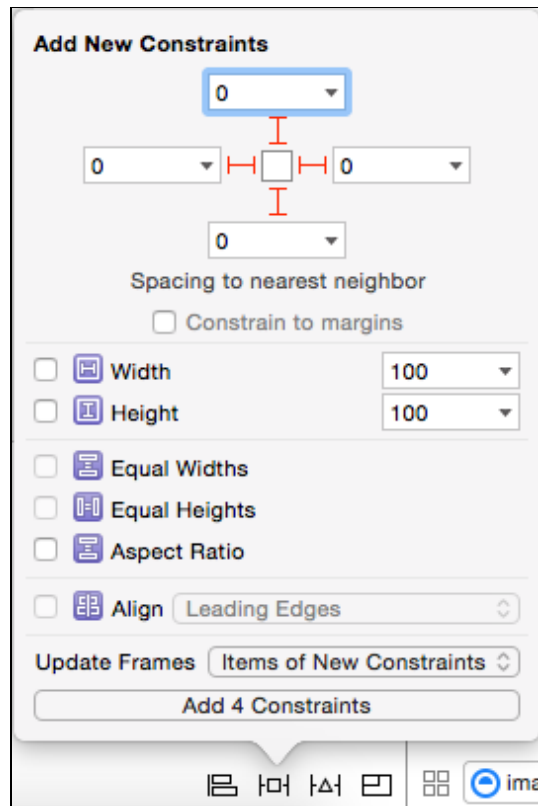 Add New Constraints
0
0 0
0
Spacing to nearest neighbor
Constrain to margins
Width 100
Height 100
Equal Widths
Equal Heights
Aspect Ratio
Align Leading Edges
Update Frames Items of New Constraints
Add 4 Constraints
ima